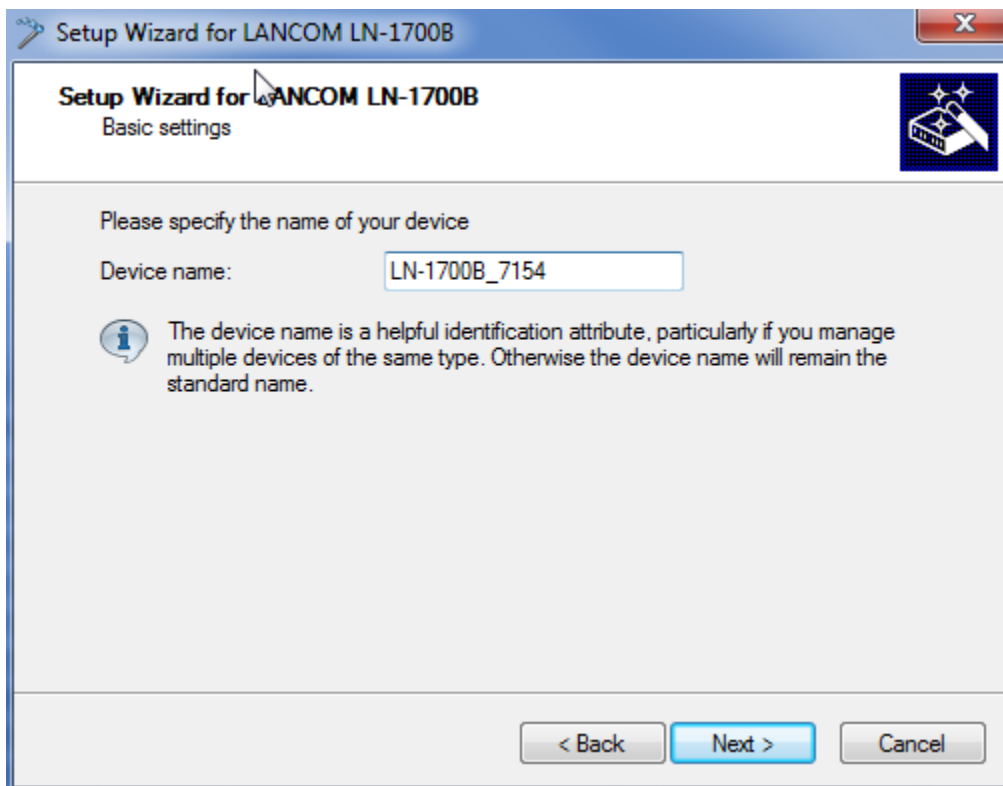 Setup Wizard for LANCOM LN-1700B
Setup Wizard for LANCOM LN-1700B
Basic settings
Please specify the name of your device
Device name: LN-1700B_7154
The device name is a helpful identification attribute, particularly if you manage
multiple devices of the same type. Otherwise the device name will remain the
standard name.
< Back Next > Cancel